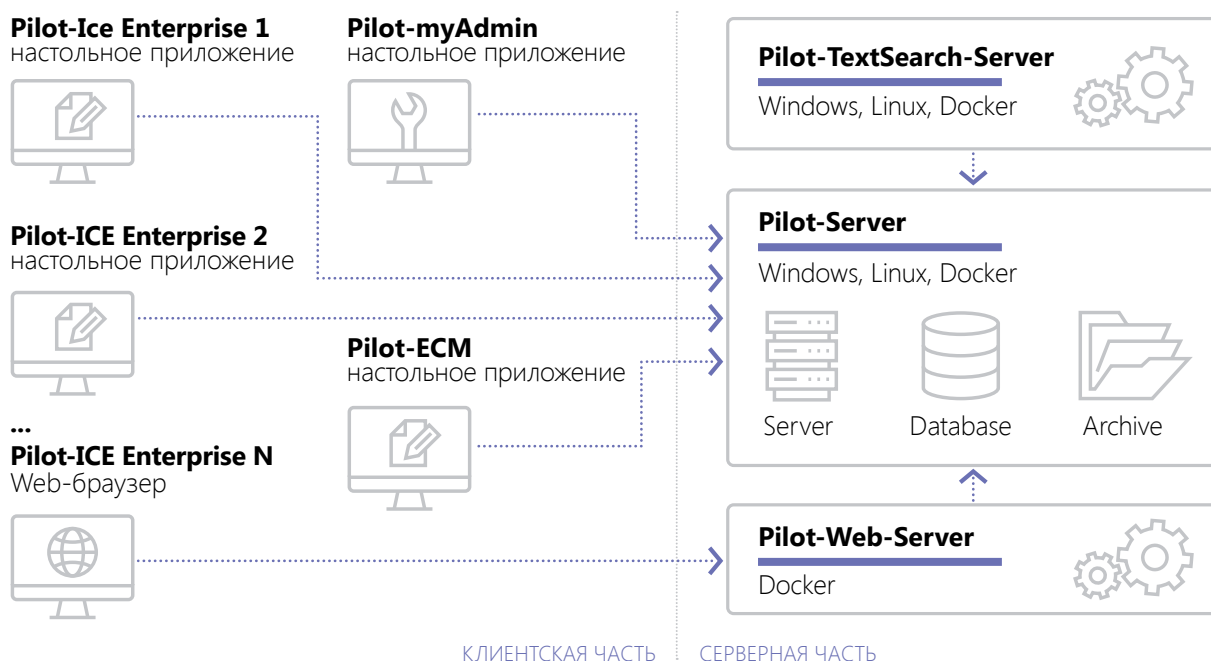 Pilot-Ice Enterprise 1
настольное приложение
Pilot-myAdmin
настольное приложение
Pilot-ICE Enterprise 2
настольное приложение
Pilot-ECM
настольное приложение
...
Pilot-ICE Enterprise N
Web-браузер
КЛИЕНТСКАЯ ЧАСТЬ
Pilot-TextSearch-Server
Windows, Linux, Docker
Pilot-Server
Windows, Linux, Docker
Server
Database
Archive
Pilot-Web-Server
Docker
СЕРВЕРНАЯ ЧАСТЬ